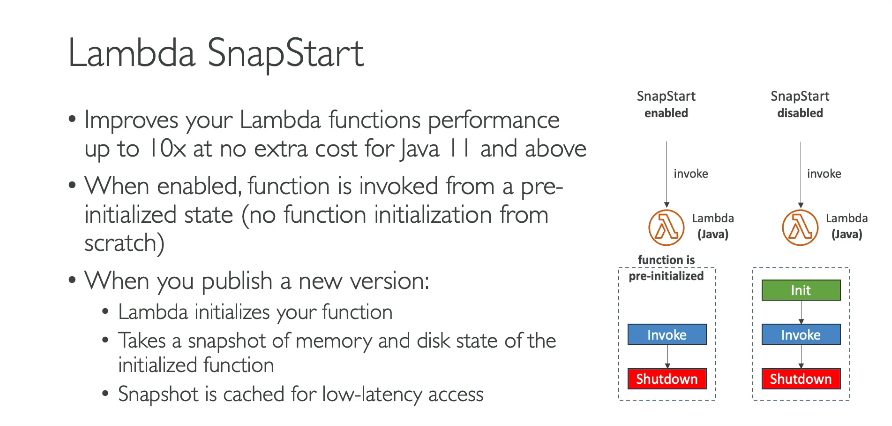 Lambda SnapStart
• Improves your Lambda functions performance
up to 10x at no extra cost for Java 11 and above
• When enabled, function is invoked from a pre-
initialized state (no function initialization from
scratch)
• When you publish a new version:
• Lambda initializes your function
• Takes a snapshot of memory and disk state of the
initialized function
• Snapshot is cached for low-latency access
SnapStart
enabled
invoke
Lambda
(Java)
function is
pre-initialized
Invoke
Shutdown
SnapStart
disabled
invoke
Lambda
(Java)
Init
Invoke
Shutdown